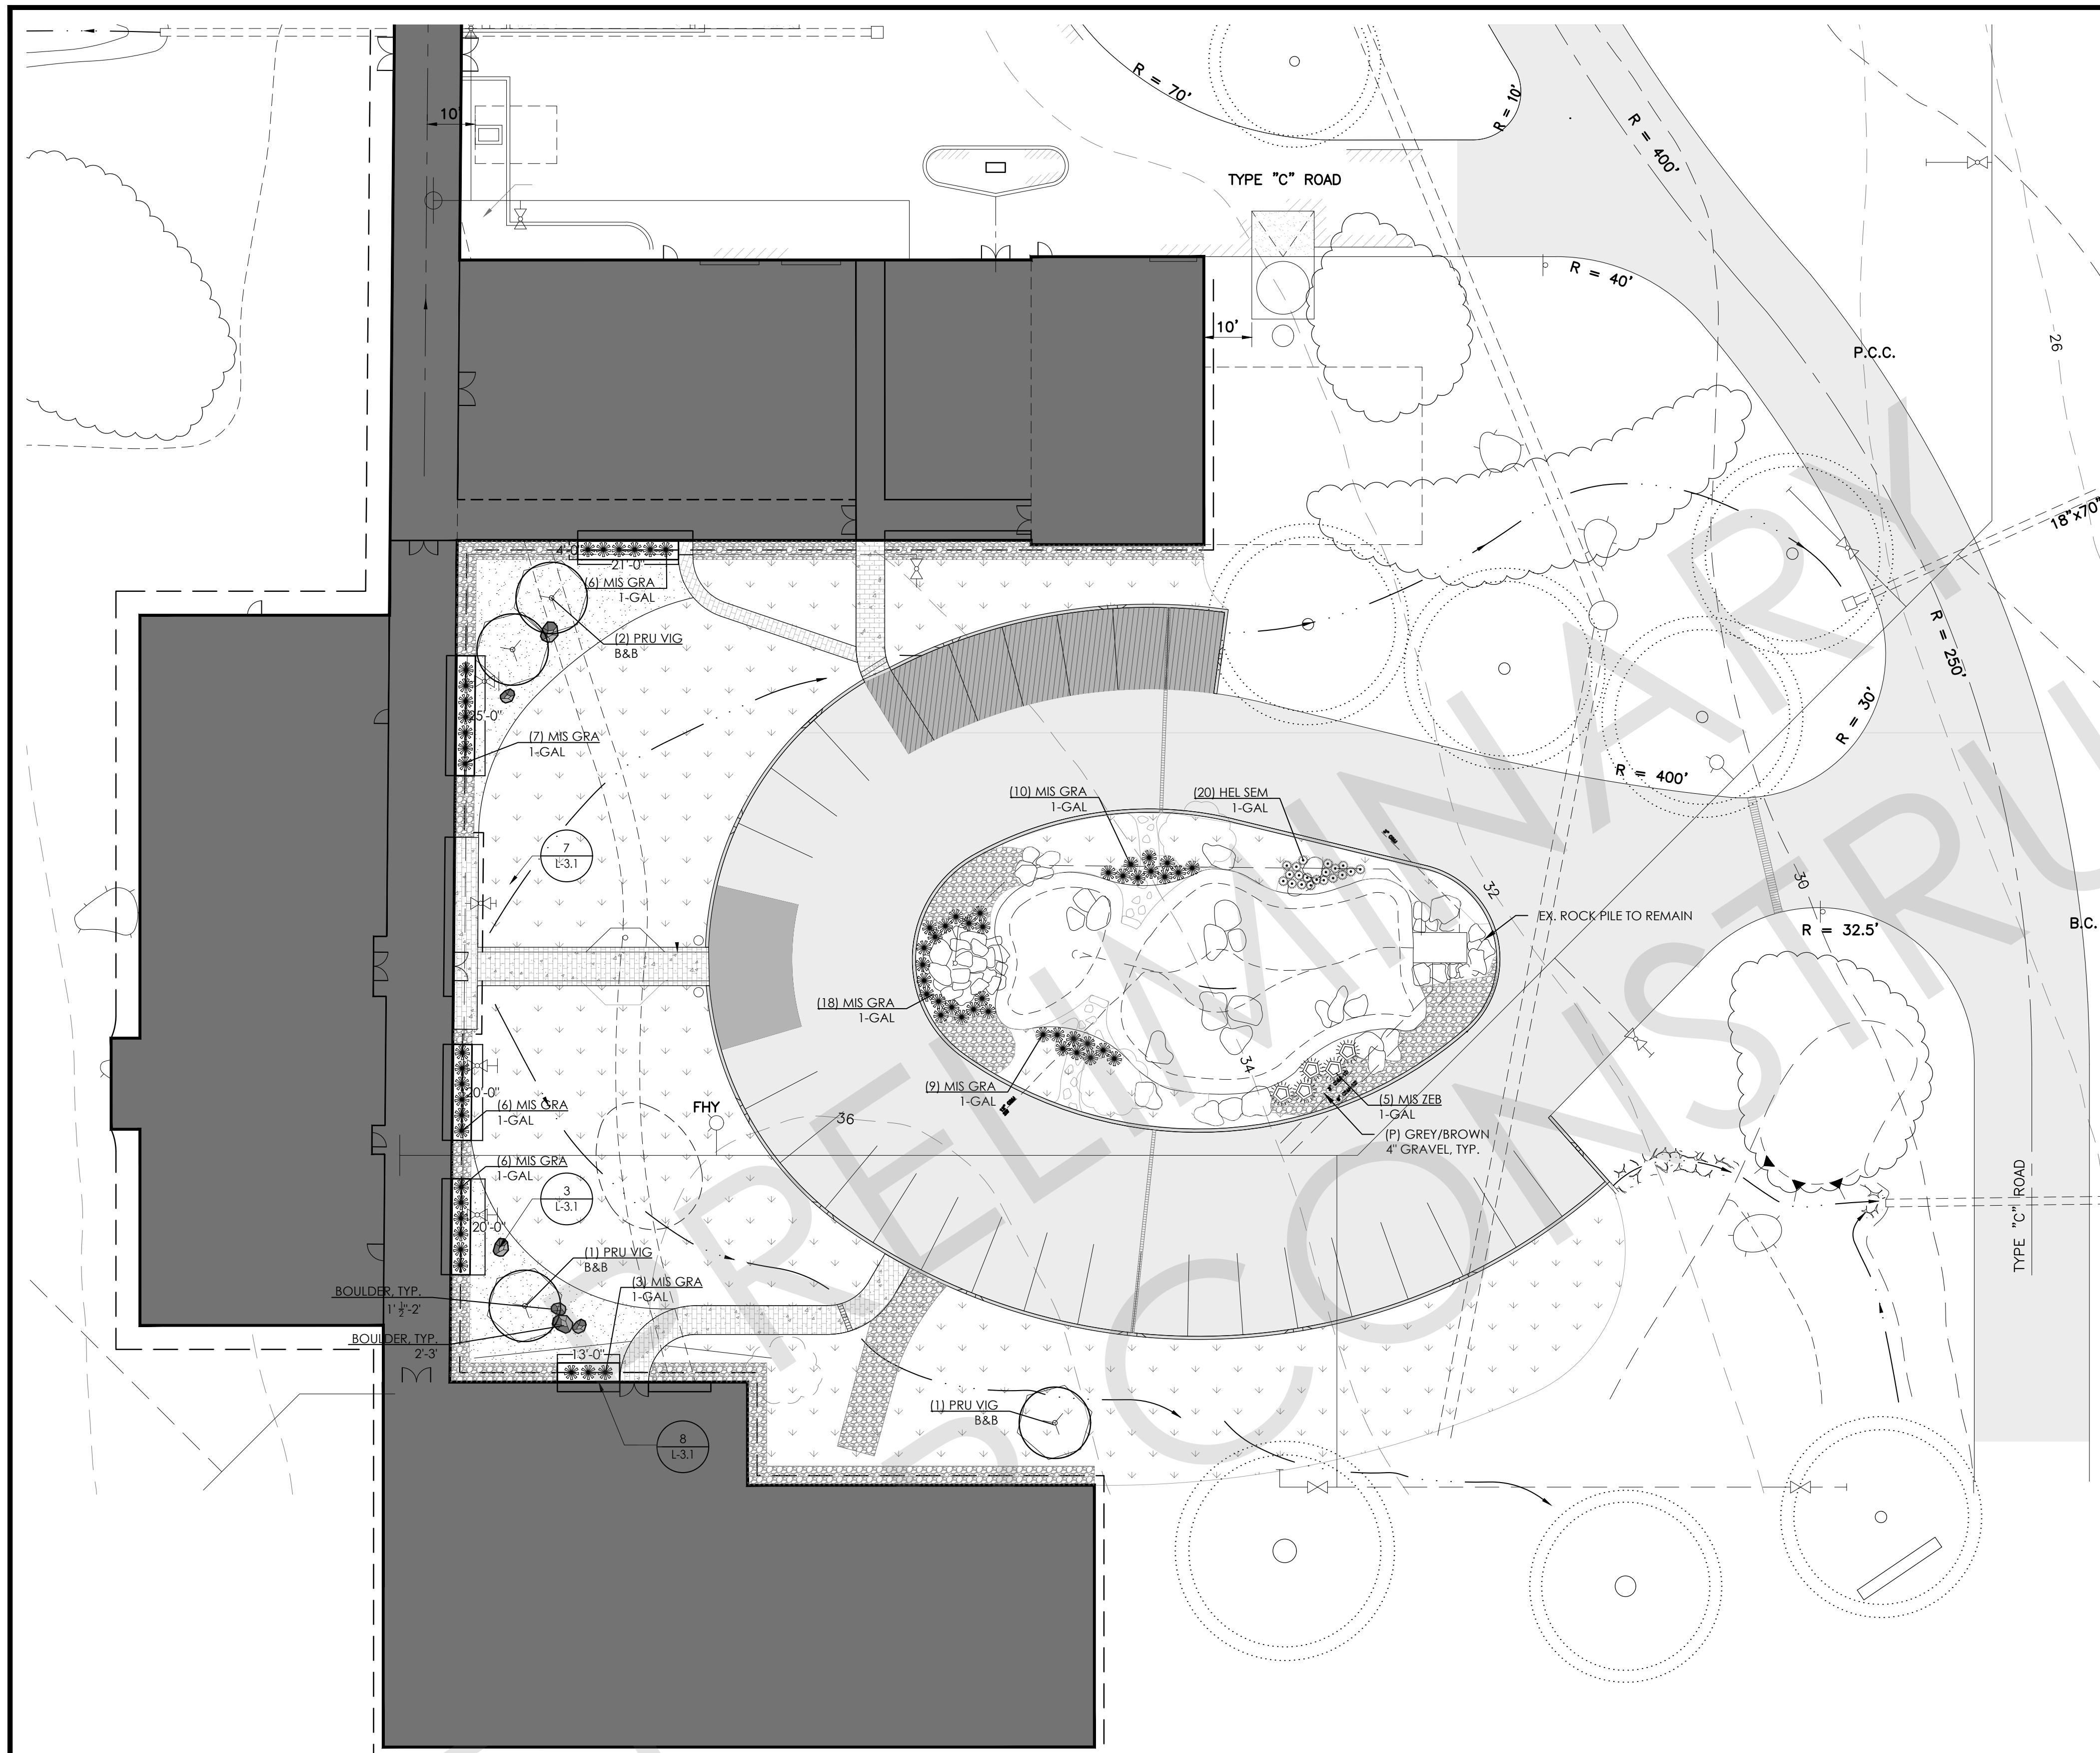 R = 70'
R = 10'
R = 400'
10'
TYPE "C" ROAD
R = 40'
10'
P.C.C.
26
18"x70'
4'-0"
21'-0"
(6) MIS GRA
1-GAL
(2) PRU VIG
B&B
25'-0"
(7) MIS GRA
1-GAL
R = 250'
R = 30'
R = 400'
(10) MIS GRA
1-GAL
(20) HEL SEM
1-GAL
7
L-3.1
32
30
EX. ROCK PILE TO REMAIN
R = 32.5'
B.C.
(18) MIS GRA
1-GAL
34
(9) MIS GRA
1-GAL
20'-0"
(6) MIS GRA
1-GAL
FHY
36
(5) MIS ZEB
1-GAL
(P) GREY/BROWN
4" GRAVEL, TYP.
(6) MIS GRA
1-GAL
3
L-3.1
20'-0"
TYPE "C" ROAD
(1) PRU VIG
B&B
(3) MIS GRA
1-GAL
BOULDER, TYP.
1' ½"-2'
BOULDER, TYP.
2'-3'
13'-0"
(1) PRU VIG
B&B
8
L-3.1
PRELIMINARY
CONSTRU